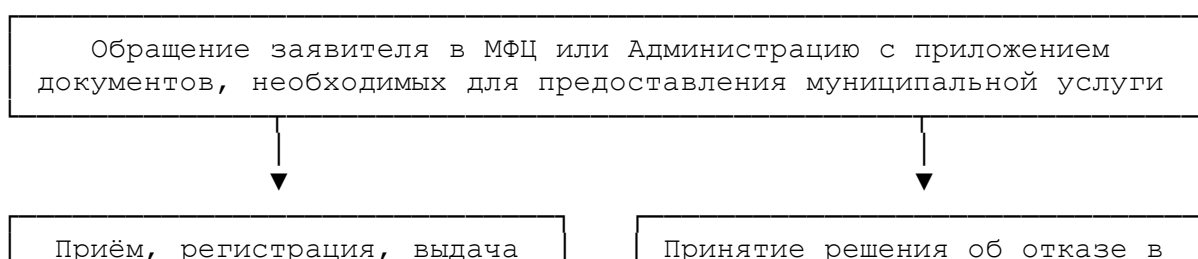 Обращение заявителя в МФЦ или Администрацию с приложением
документов, необходимых для предоставления муниципальной услуги
Приём, регистрация, выдача
Принятие решения об отказе в